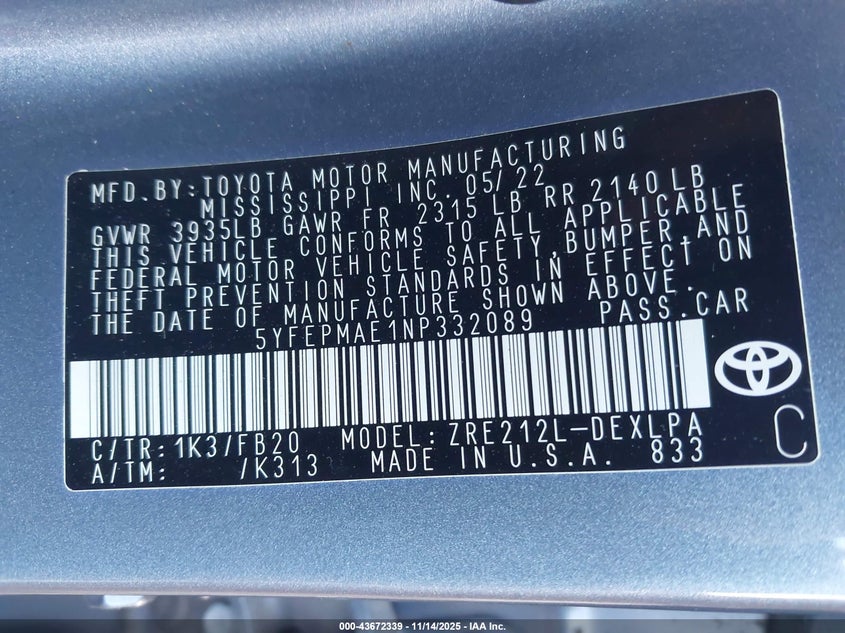 MFD. BY: TOYOTA MOTOR MANUFACTURING
MISSISSIPPI INC. 05/22
GVWR 3935LB GAWR FR 2315 LB RR 2140 LB
THIS VEHICLE CONFORMS TO ALL APPLICABLE
FEDERAL MOTOR VEHICLE SAFETY, BUMPER, AND
THEFT PREVENTION STANDARDS IN EFFECT ON
THE DATE OF MANUFACTURE SHOWN ABOVE.
5YFEPMAE1NP332089 PASS. CAR
C
C/TR: 1K3/FB20 MODEL: ZRE212L-DEXLPA
A/TM: /K313 MADE IN U.S.A. 833
000-43672339 - 11/14/2025 - IAA Inc.